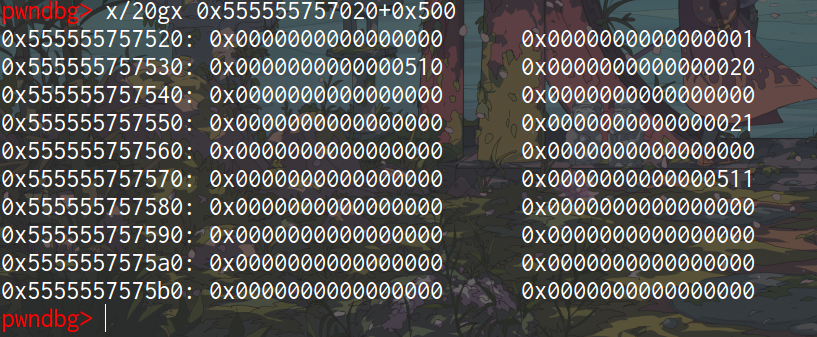 pwndbg> x/20gx 0x555555757020+0x500
0x555555757520: 0x0000000000000000 0x0000000000000001
0x555555757530: 0x0000000000000510 0x0000000000000020
0x555555757540: 0x0000000000000000 0x0000000000000000
0x555555757550: 0x0000000000000000 0x0000000000000021
0x555555757560: 0x0000000000000000 0x0000000000000000
0x555555757570: 0x0000000000000000 0x0000000000000511
0x555555757580: 0x0000000000000000 0x0000000000000000
0x555555757590: 0x0000000000000000 0x0000000000000000
0x5555557575a0: 0x0000000000000000 0x0000000000000000
0x5555557575b0: 0x0000000000000000 0x0000000000000000
pwndbg>